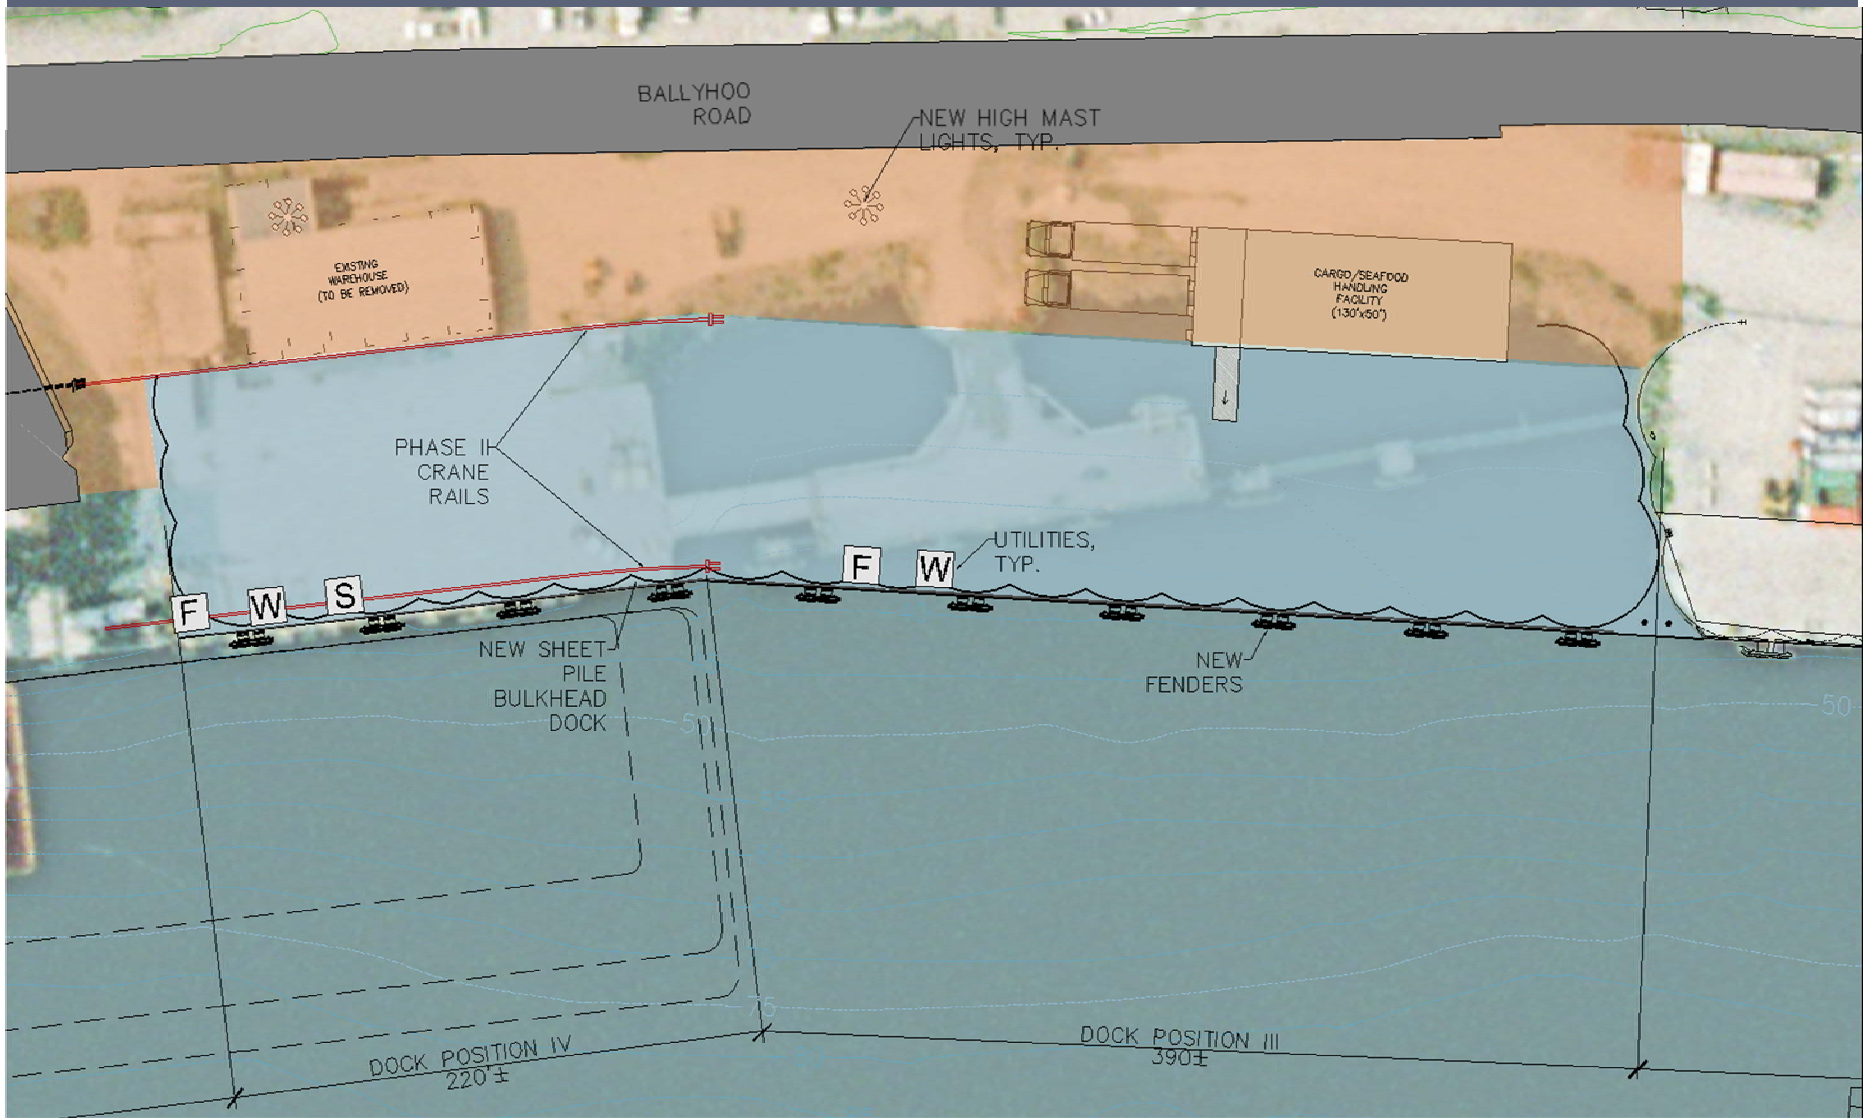 BALLYHOO
ROAD
NEW HIGH MAST
LIGHTS, TYP.
EXISTING
WAREHOUSE
(TO BE REMOVED)
CARGO/SEAFOOD
HANDLING
FACILITY
(130'x50')
PHASE II
CRANE
RAILS
UTILITIES,
TYP.
F
W
S
F
W
NEW SHEET
PILE
BULKHEAD
DOCK
NEW
FENDERS
50
75
DOCK POSITION IV
220'±
DOCK POSITION III
390±